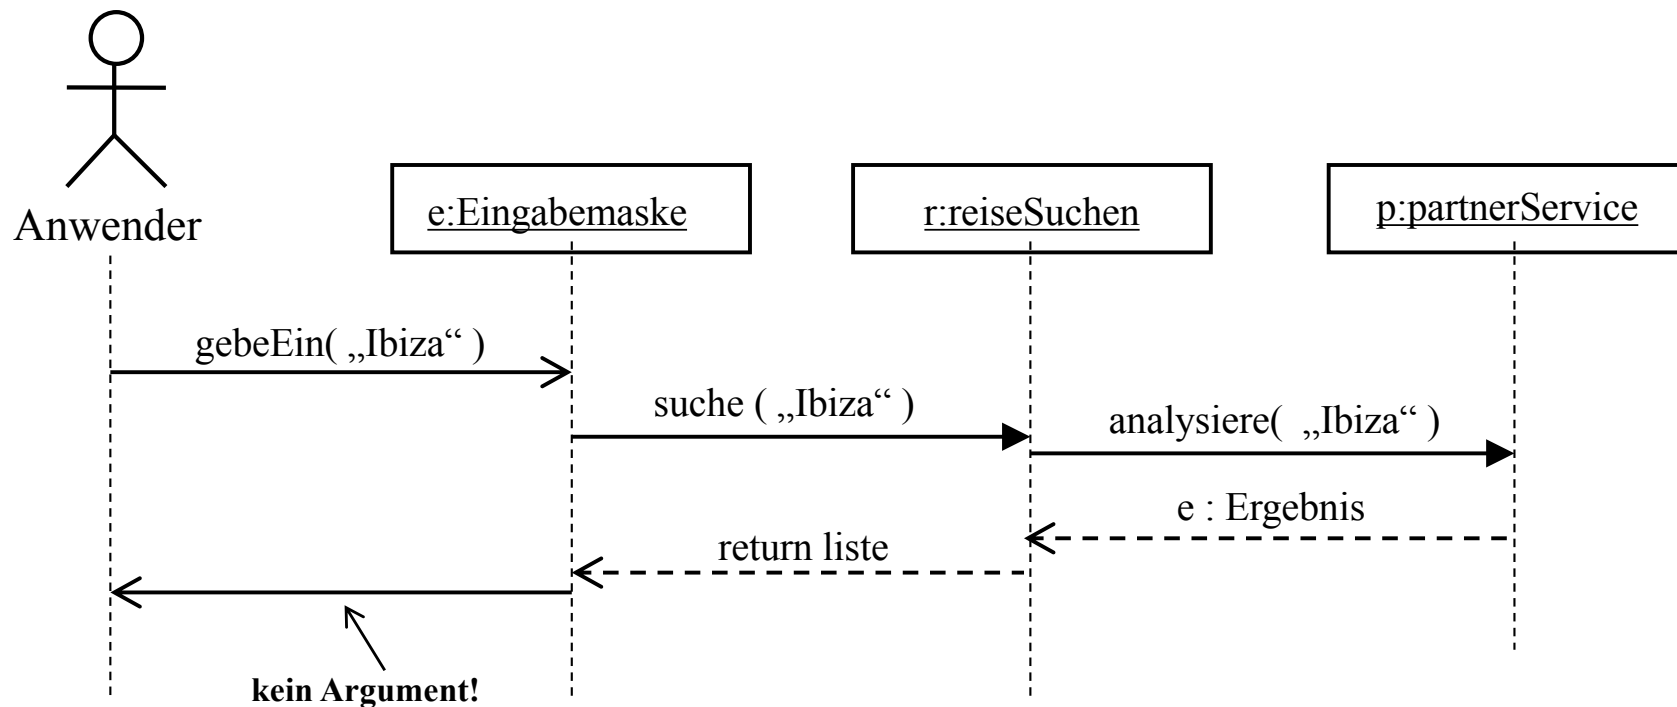 Anwender
e:Eingabemaske
r:reiseSuchen
p:partnerService
gebeEin( „Ibiza“ )
suche ( „Ibiza“ )
analysiere( „Ibiza“ )
e : Ergebnis
return liste
kein Argument!